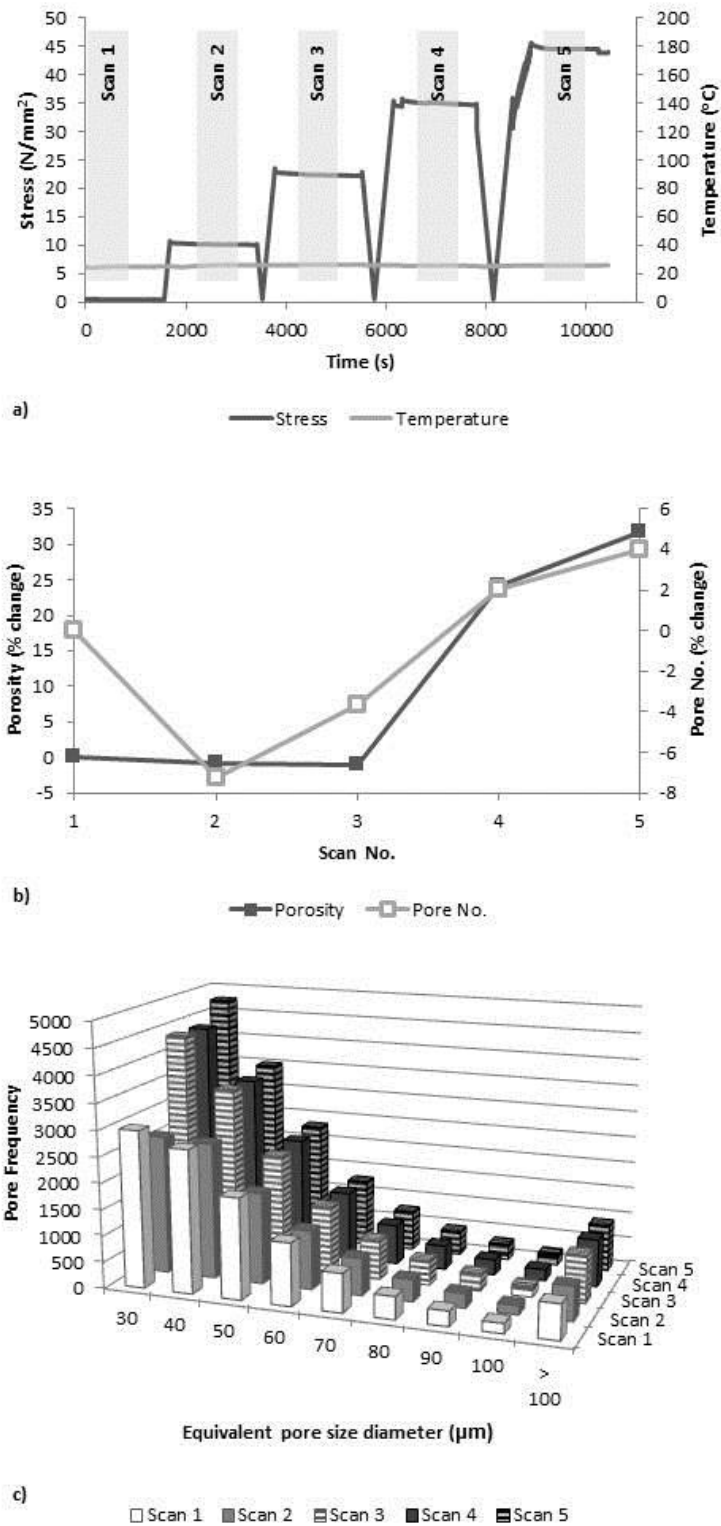 50
45
40
35
30
25
20
15
10
5
0
Stress (N/mm²)
Scan 1
Scan 2
Scan 3
Scan 4
Scan 5
200
180
160
140
120
100
80
60
40
20
0
Temperature (°C)
0 2000 4000 6000 8000 10000
Time (s)
a)
Stress Temperature
35
30
25
20
15
10
5
0
-5
Porosity (% change)
6
4
2
0
-2
-4
-6
-8
Pore No. (% change)
1 2 3 4 5
Scan No.
b)
Porosity Pore No.
5000
4500
4000
3500
3000
2500
2000
1500
1000
500
0
Pore Frequency
Scan 5
Scan 4
Scan 3
Scan 2
Scan 1
30 40 50 60 70 80 90 100 >
100
Equivalent pore size diameter (µm)
c)
Scan 1 Scan 2 Scan 3 Scan 4 Scan 5